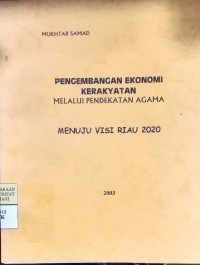 MUKHTAR SAMAD
PENGEMBANGAN EKONOMI
KERAKYATAN
MELALUI PENDEKATAN AGAMA
MENUJU VISI RIAU 2020
2003